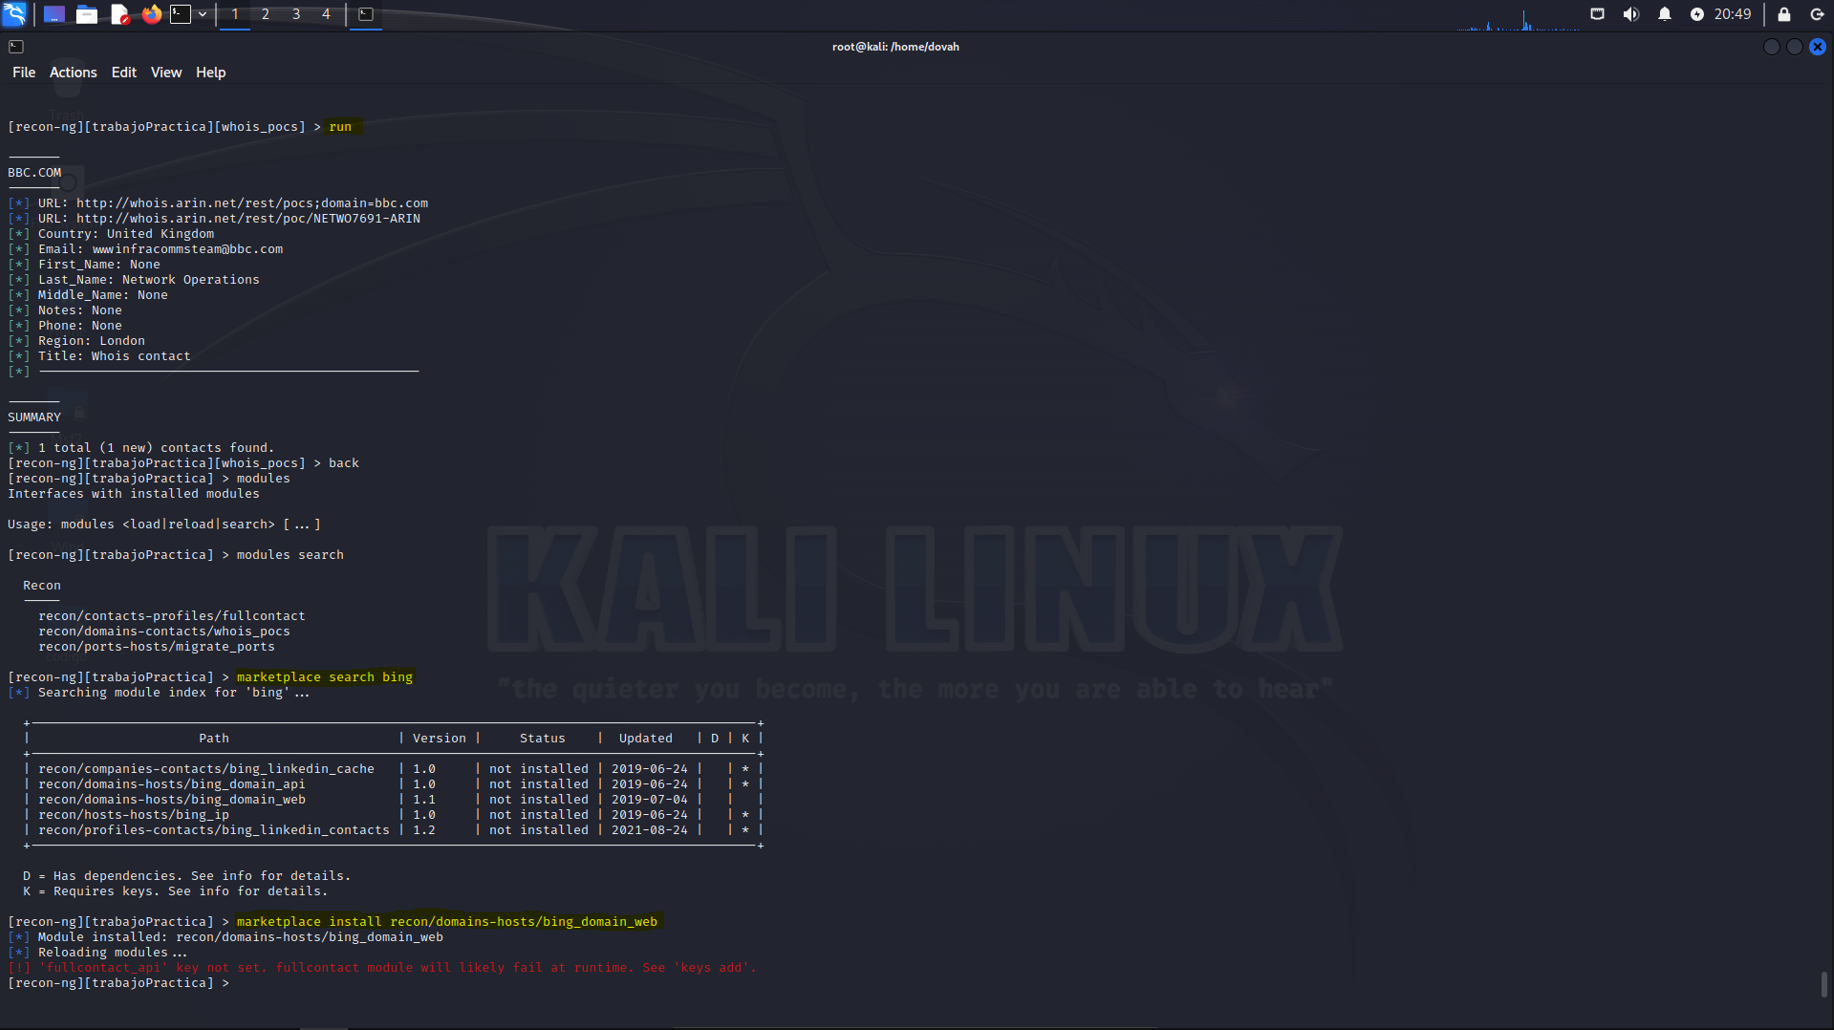 1 2 3 4 20:49
root@kali: /home/dovah
File Actions Edit View Help
[recon-ng][trabajoPractica][whois_pocs] > run
-------
BBC.COM
-------
[*] URL: http://whois.arin.net/rest/pocs;domain=bbc.com
[*] URL: http://whois.arin.net/rest/poc/NETWO7691-ARIN
[*] Country: United Kingdom
[*] Email: wwwinfracommsteam@bbc.com
[*] First_Name: None
[*] Last_Name: Network Operations
[*] Middle_Name: None
[*] Notes: None
[*] Phone: None
[*] Region: London
[*] Title: Whois contact
[*] --------------------------------------------------
-------
SUMMARY
-------
[*] 1 total (1 new) contacts found.
[recon-ng][trabajoPractica][whois_pocs] > back
[recon-ng][trabajoPractica] > modules
Interfaces with installed modules
Usage: modules <load|reload|search> [...]
[recon-ng][trabajoPractica] > modules search
Recon
-----
recon/contacts-profiles/fullcontact
recon/domains-contacts/whois_pocs
recon/ports-hosts/migrate_ports
[recon-ng][trabajoPractica] > marketplace search bing
[*] Searching module index for 'bing'...
+-----------------------------------------------------------------------------------------------+
| Path | Version | Status | Updated | D | K |
+-----------------------------------------------------------------------------------------------+
| recon/companies-contacts/bing_linkedin_cache | 1.0 | not installed | 2019-06-24 | | * |
| recon/domains-hosts/bing_domain_api | 1.0 | not installed | 2019-06-24 | | * |
| recon/domains-hosts/bing_domain_web | 1.1 | not installed | 2019-07-04 | | |
| recon/hosts-hosts/bing_ip | 1.0 | not installed | 2019-06-24 | | * |
| recon/profiles-contacts/bing_linkedin_contacts | 1.2 | not installed | 2021-08-24 | | * |
+-----------------------------------------------------------------------------------------------+
D = Has dependencies. See info for details.
K = Requires keys. See info for details.
[recon-ng][trabajoPractica] > marketplace install recon/domains-hosts/bing_domain_web
[*] Module installed: recon/domains-hosts/bing_domain_web
[*] Reloading modules...
[!] 'fullcontact_api' key not set. fullcontact module will likely fail at runtime. See 'keys add'.
[recon-ng][trabajoPractica] >
KALI LINUX
"the quieter you become, the more you are able to hear"